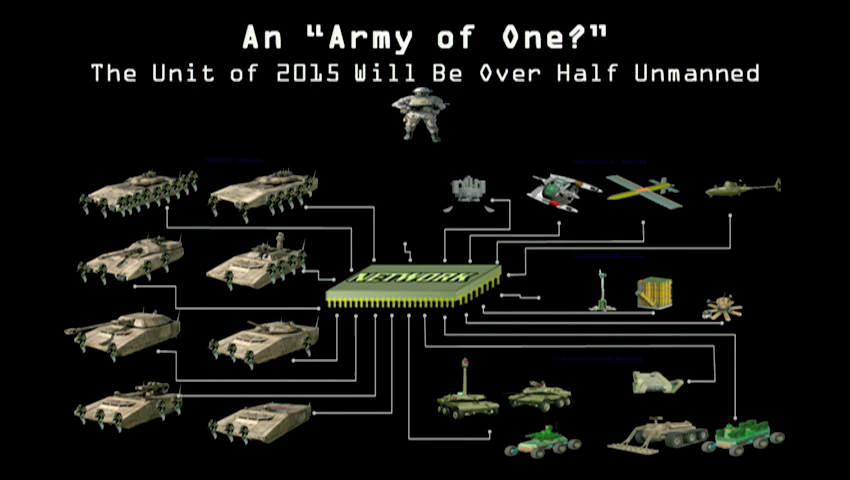 An "Army of One?"
The Unit of 2015 Will Be Over Half Unmanned
NETWORK